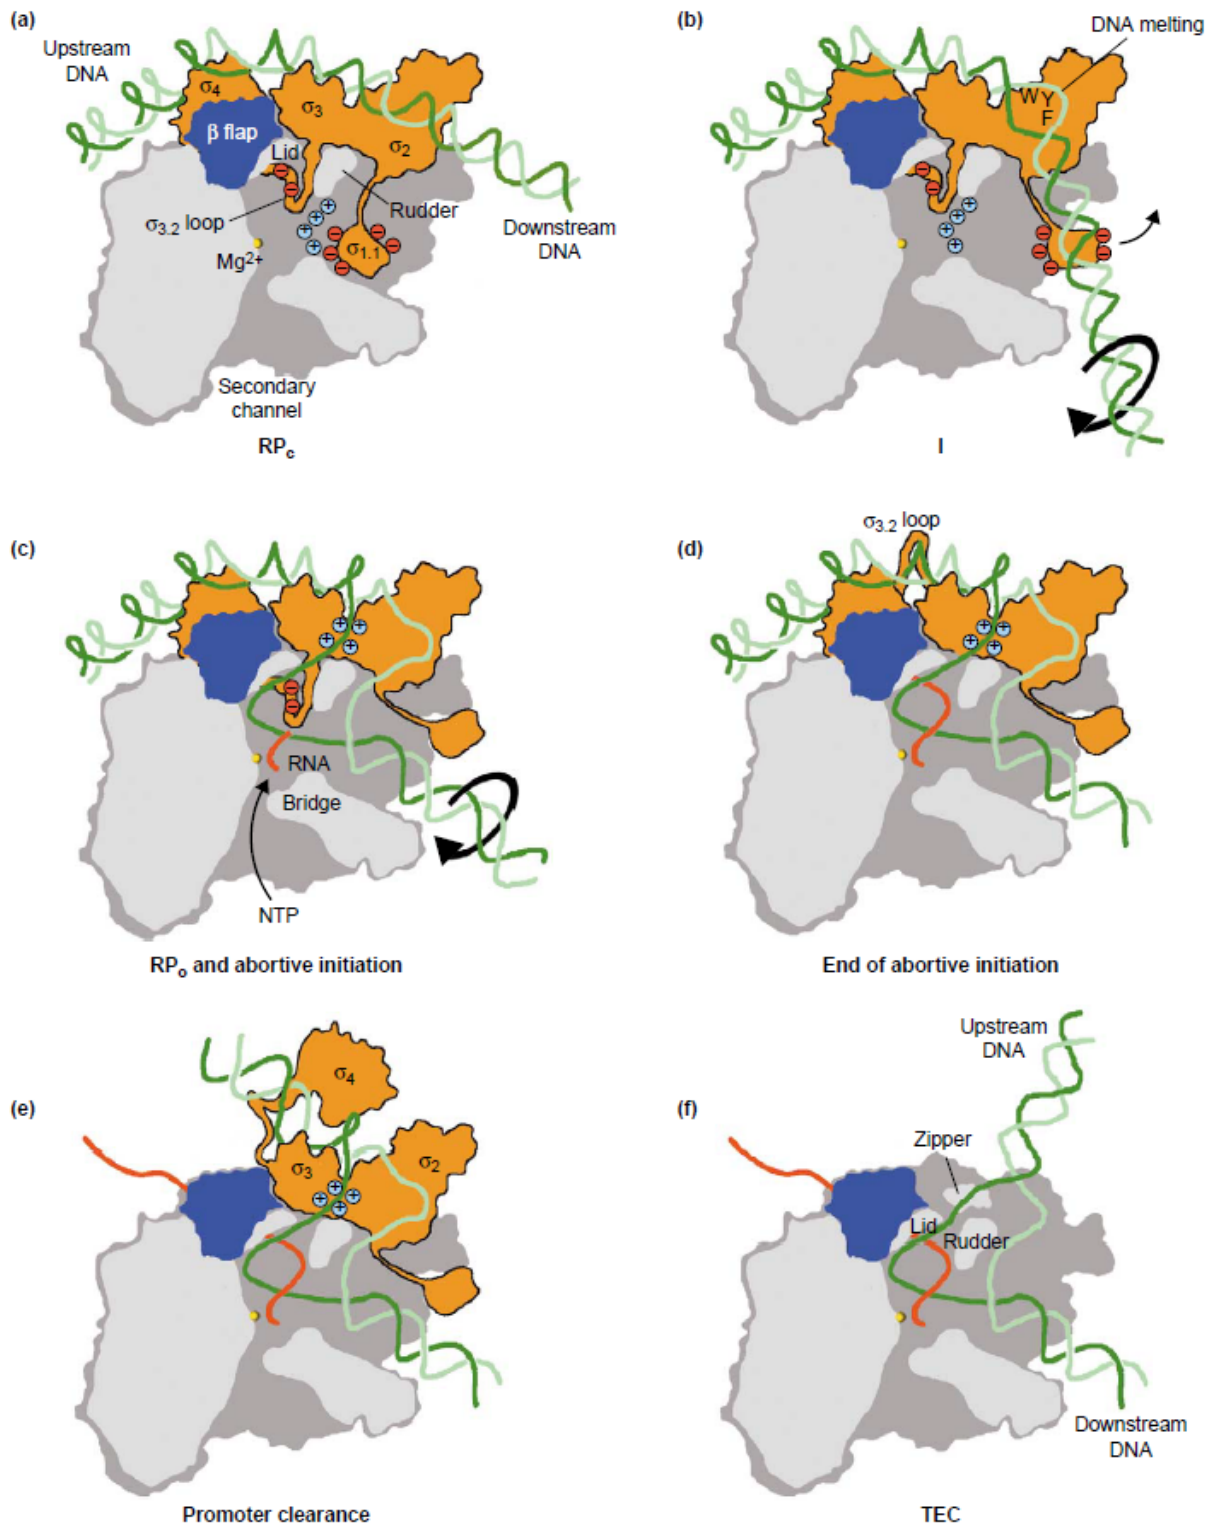 (a)
Upstream
DNA
σ4
β flap
σ3
Lid
σ2
σ3.2 loop
Rudder
Mg2+
σ1.1
Downstream
DNA
Secondary
channel
RPc
(b)
DNA melting
W
Y
F
I
(c)
RNA
Bridge
NTP
RPo and abortive initiation
(d)
σ3.2 loop
End of abortive initiation
(e)
σ4
σ3
σ2
Promoter clearance
(f)
Upstream
DNA
Zipper
Lid
Rudder
Downstream
DNA
TEC